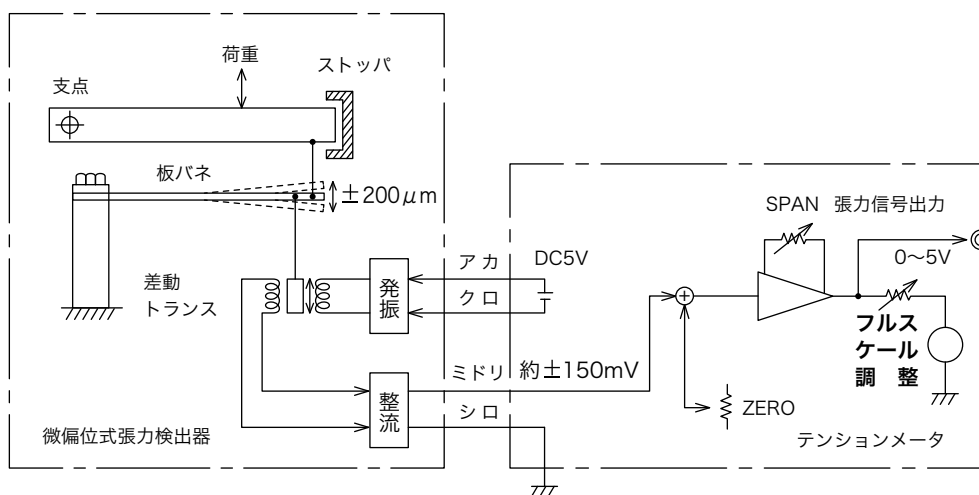 荷重
ストッパ
支点
板バネ
±200μm
差動
トランス
発振
アカ
クロ
DC5V
整流
ミドリ
約±150mV
シロ
微偏位式張力検出器
SPAN
張力信号出力
0〜5V
フルス
ケール
調整
ZERO
テンションメータ